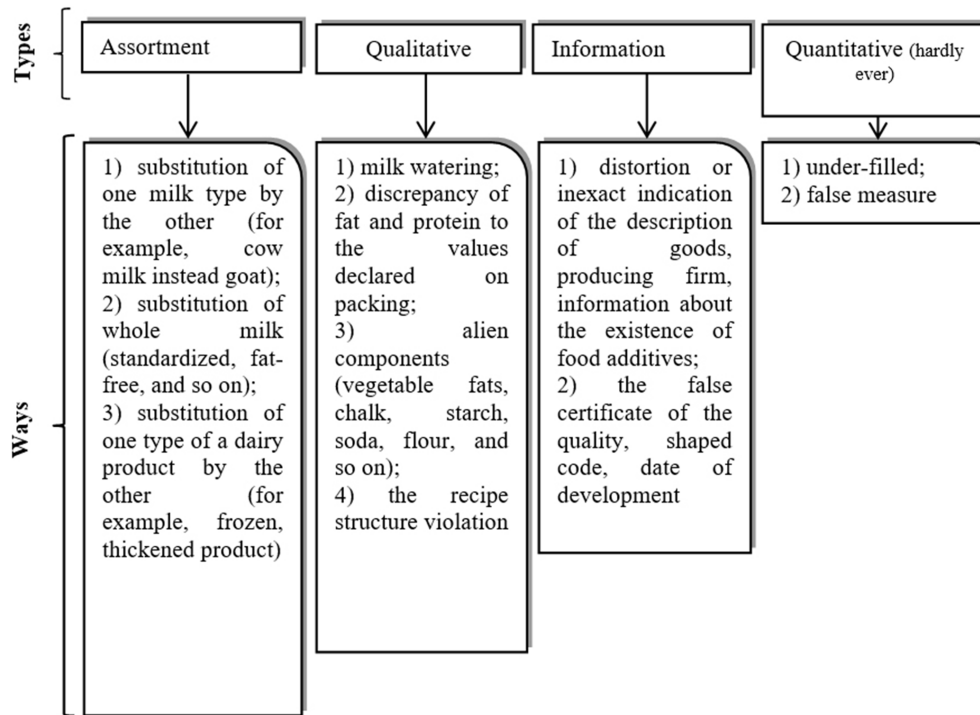 Types
Assortment
Qualitative
Information
Quantitative (hardly
ever)
Ways
1) substitution of
one milk type by
the other (for
example, cow
milk instead goat);
2) substitution of
whole milk
(standardized, fat-
free, and so on);
3) substitution of
one type of a dairy
product by the
other (for
example, frozen,
thickened product)
1) milk watering;
2) discrepancy of
fat and protein to
the values
declared on
packing;
3) alien
components
(vegetable fats,
chalk, starch,
soda, flour, and
so on);
4) the recipe
structure violation
1) distortion or
inexact indication
of the description
of goods,
producing firm,
information about
the existence of
food additives;
2) the false
certificate of the
quality, shaped
code, date of
development
1) under-filled;
2) false measure